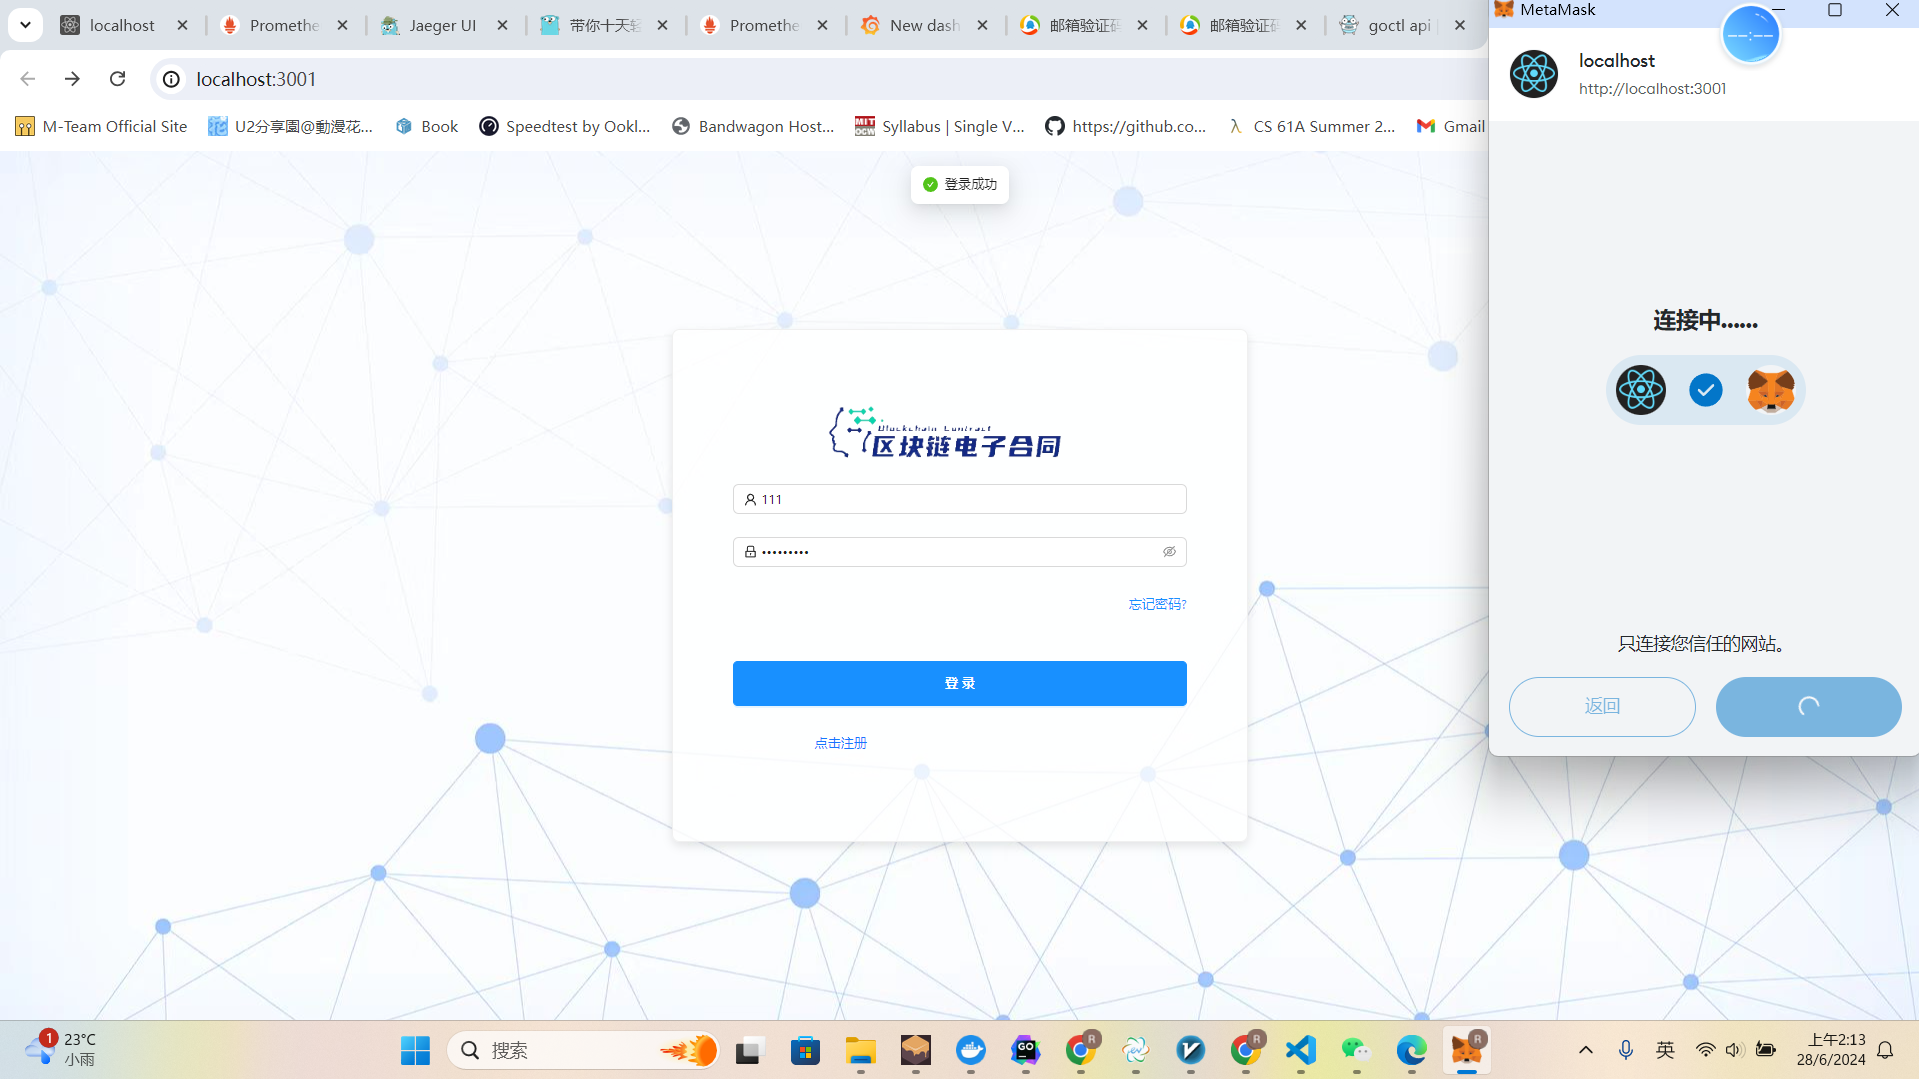 localhost
Promethe
Jaeger UI
带你十天轻
Promethe
New dash
邮箱验证码
邮箱验证码
goctl api
MetaMask
localhost:3001
localhost
http://localhost:3001
M-Team Official Site
U2分享園@動漫花...
Book
Speedtest by Ookl...
Bandwagon Host...
Syllabus | Single V...
https://github.co...
CS 61A Summer 2...
Gmail
登录成功
连接中......
Blockchain Contract
区块链电子合同
111
忘记密码?
登 录
点击注册
只连接您信任的网站。
返回
1
23°C
小雨
搜索
英
上午2:13
28/6/2024